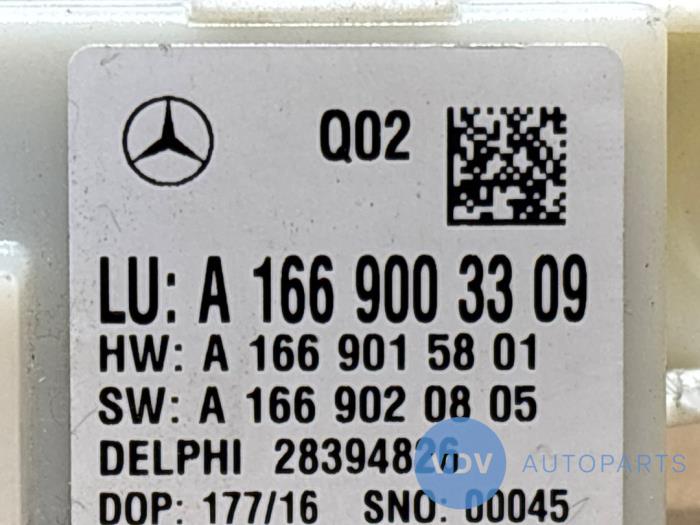 Q02
LU: A 166 900 33 09
HW: A 166 901 58 01
SW: A 166 902 08 05
DELPHI 28394826
VDV AUTOPARTS
DOP: 177/16 SNO: 00045